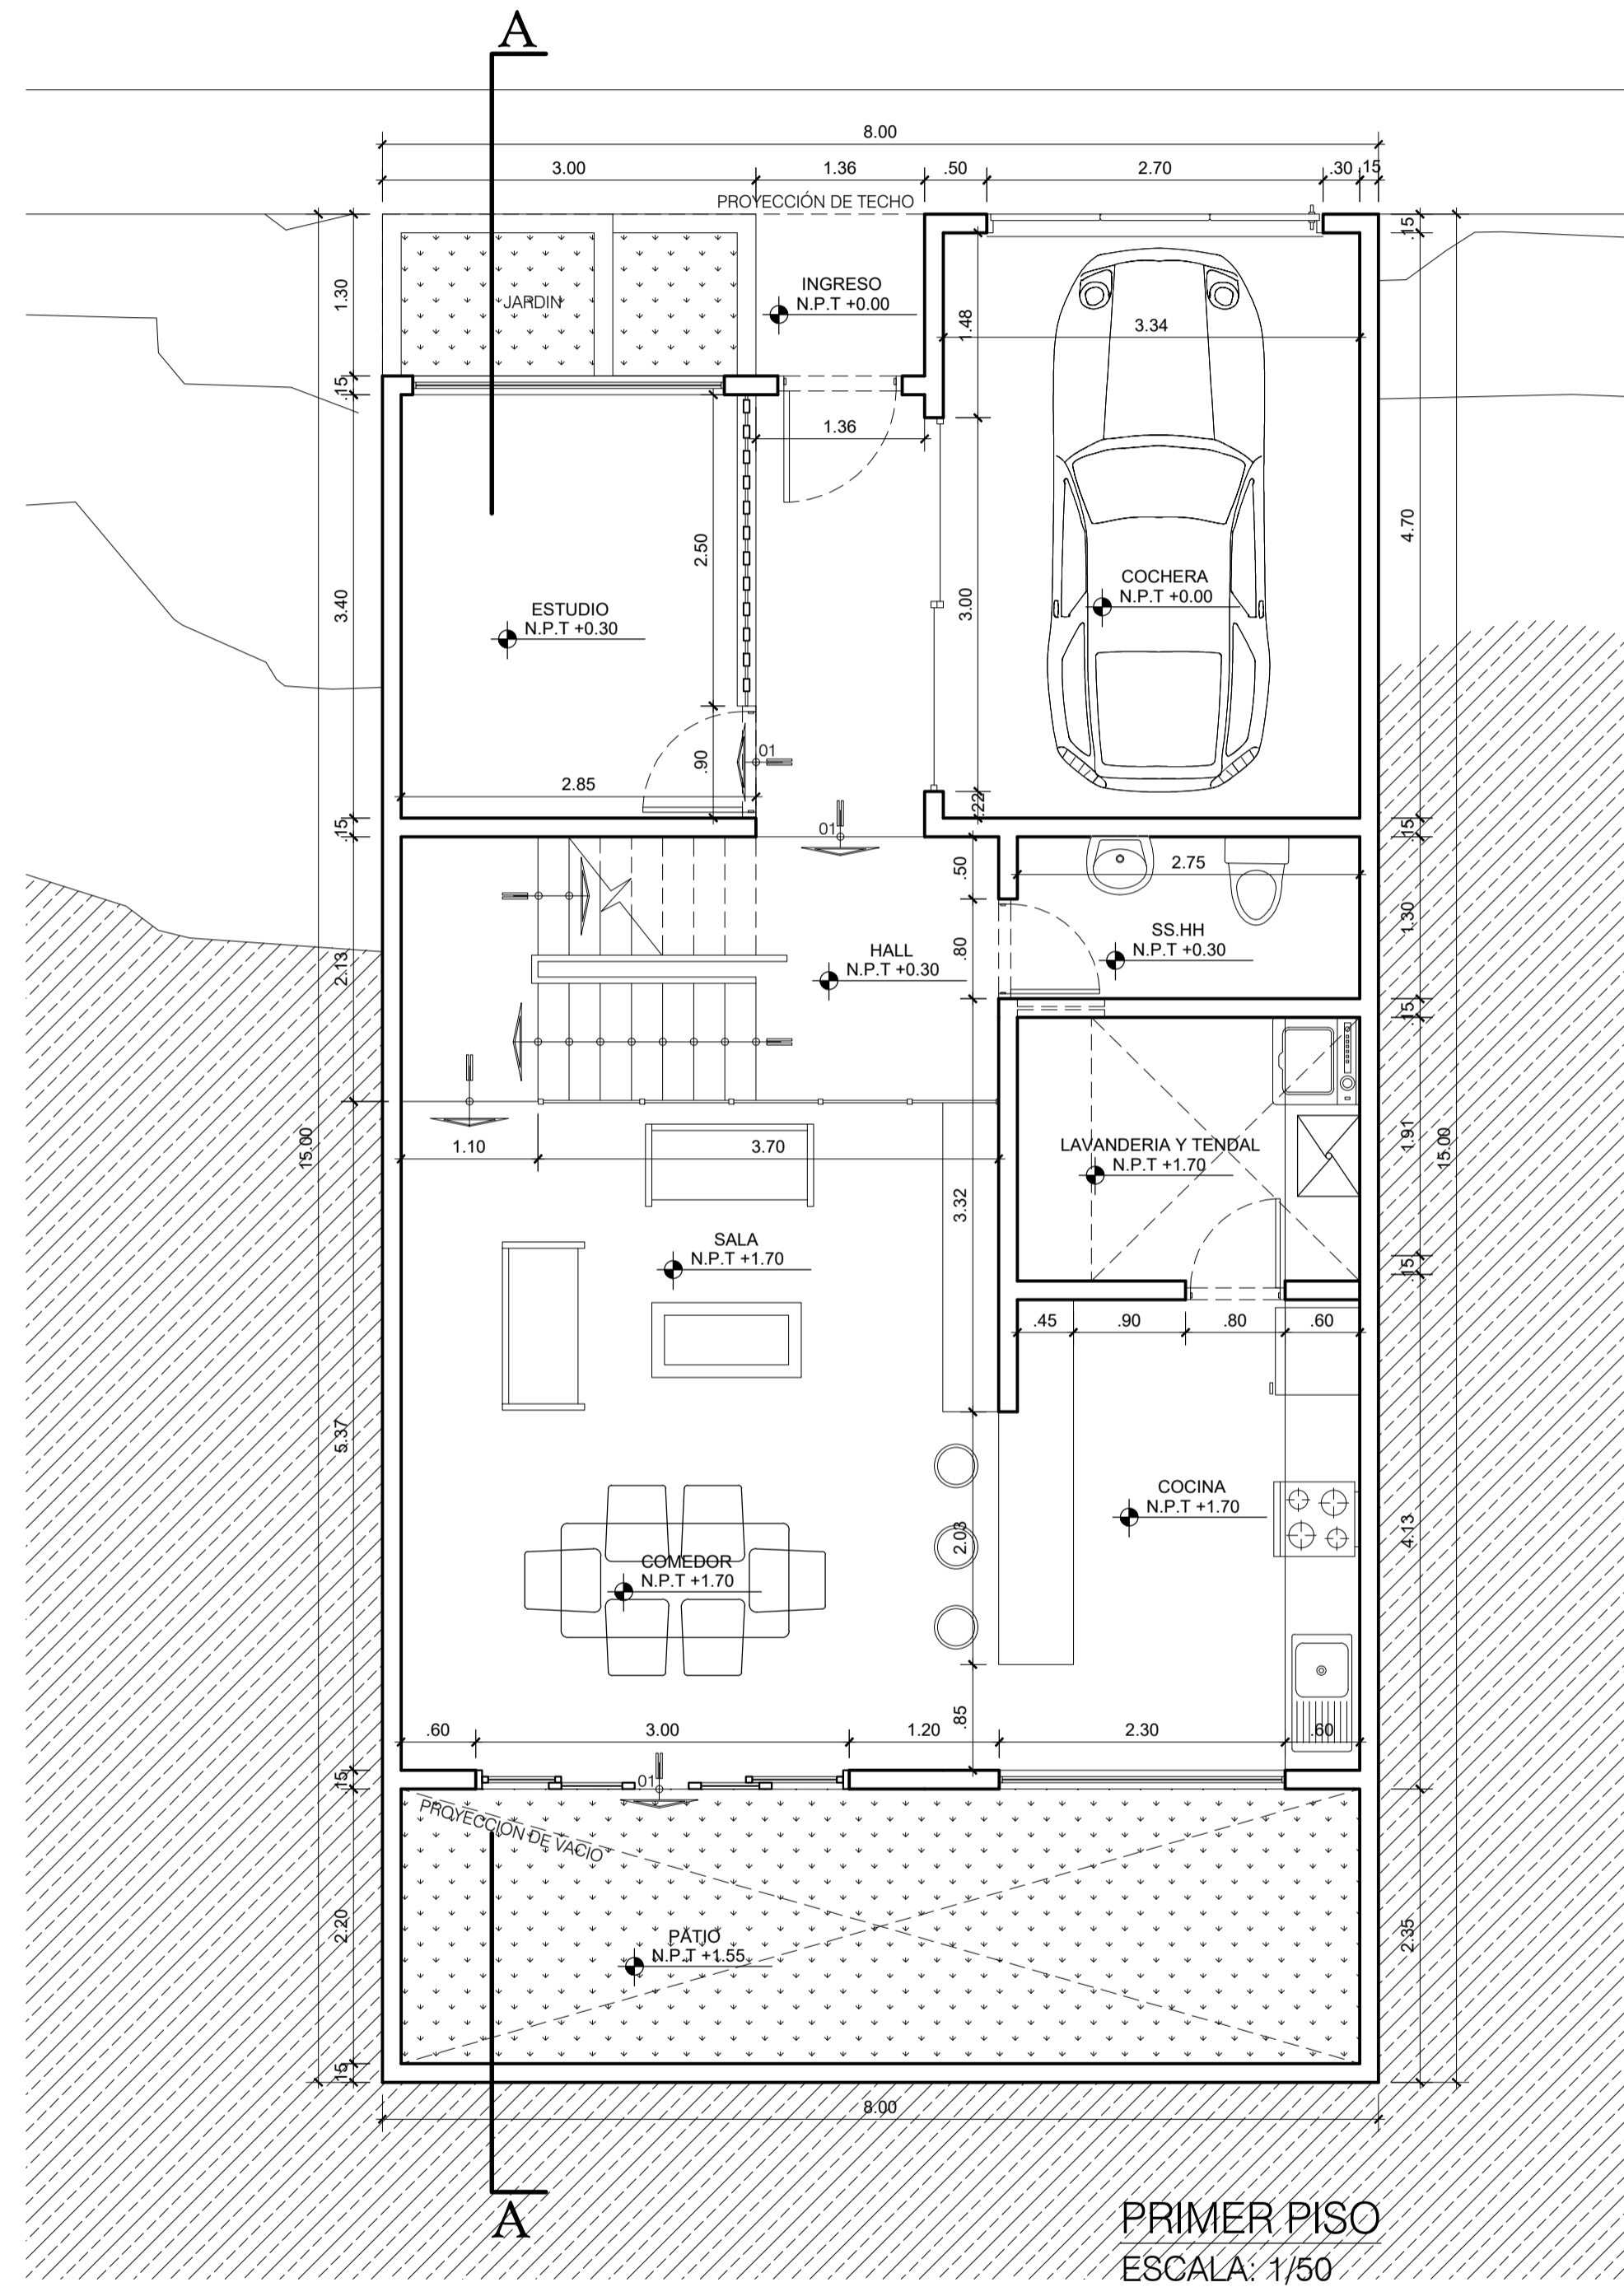 A
8.00
3.00
1.36
.50
2.70
.30
.15
PROYECCIÓN DE TECHO
.15
1.30
JARDIN
INGRESO
N.P.T +0.00
1.48
3.34
.15
1.36
2.50
4.70
3.40
ESTUDIO
N.P.T +0.30
COCHERA
N.P.T +0.00
3.00
.90
01
2.85
.22
.15
01
.15
.50
2.75
1.30
SS.HH
N.P.T +0.30
HALL
N.P.T +0.30
.80
2.13
.15
15.00
1.10
3.70
LAVANDERIA Y TENDAL
N.P.T +1.70
1.91
15.00
3.32
SALA
N.P.T +1.70
.15
.45
.90
.80
.60
5.37
COCINA
N.P.T +1.70
2.03
4.13
COMEDOR
N.P.T +1.70
.60
3.00
1.20
.85
2.30
.60
.15
01
PROYECCION DE VACIO
2.20
PATIO
N.P.T +1.55
2.35
.15
8.00
A
PRIMER PISO
ESCALA: 1/50